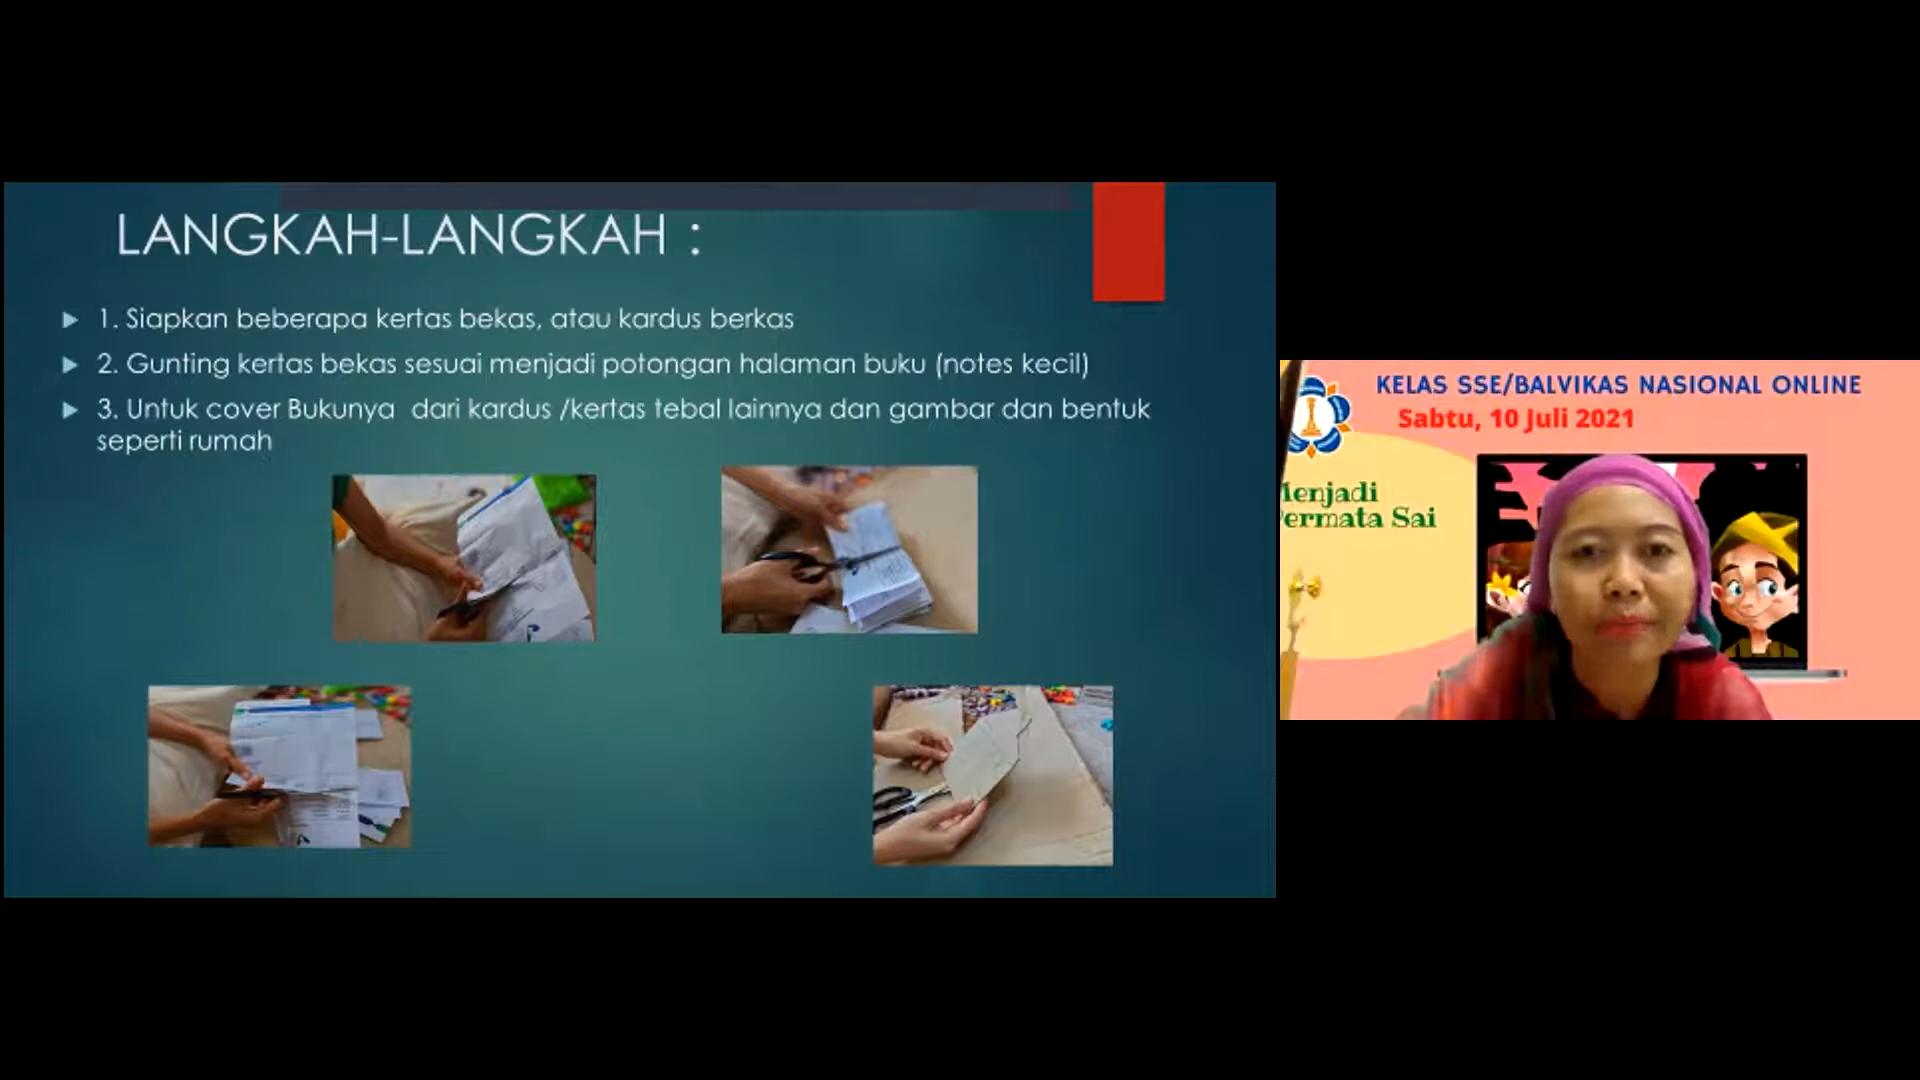 LANGKAH-LANGKAH :
1. Siapkan beberapa kertas bekas, atau kardus berkas
2. Gunting kertas bekas sesuai menjadi potongan halaman buku (notes kecil)
3. Untuk cover Bukunya dari kardus /kertas tebal lainnya dan gambar dan bentuk
seperti rumah
KELAS SSE/BALVIKAS NASIONAL ONLINE
Sabtu, 10 Juli 2021
Menjadi
Permata Sai